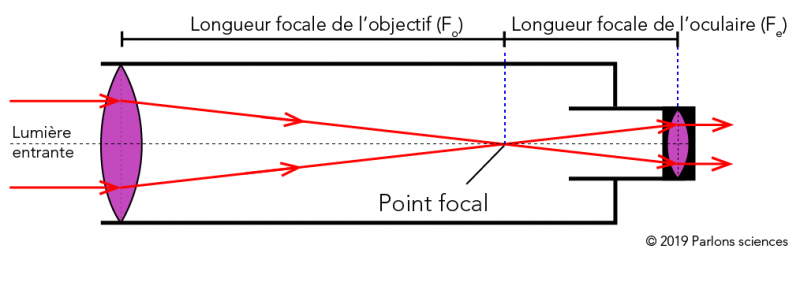 Longueur focale de l'objectif (Fo)
Longueur focale de l'oculaire (Fe)
Lumière
entrante
Point focal
© 2019 Parlons sciences